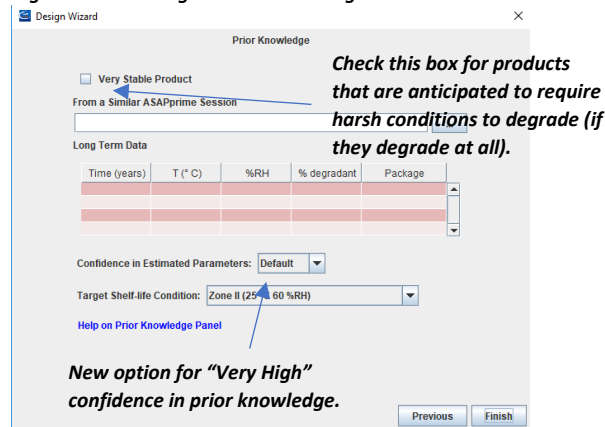 Design Wizard
Prior Knowledge
Very Stable Product
Check this box for products
that are anticipated to require
harsh conditions to degrade (if
they degrade at all).
From a Similar ASAPprime Session
Long Term Data
Time (years) T (° C) %RH % degradant Package
Confidence in Estimated Parameters: Default
Target Shelf-life Condition: Zone II (25 60 %RH)
Help on Prior Knowledge Panel
New option for “Very High”
confidence in prior knowledge.
Previous Finish